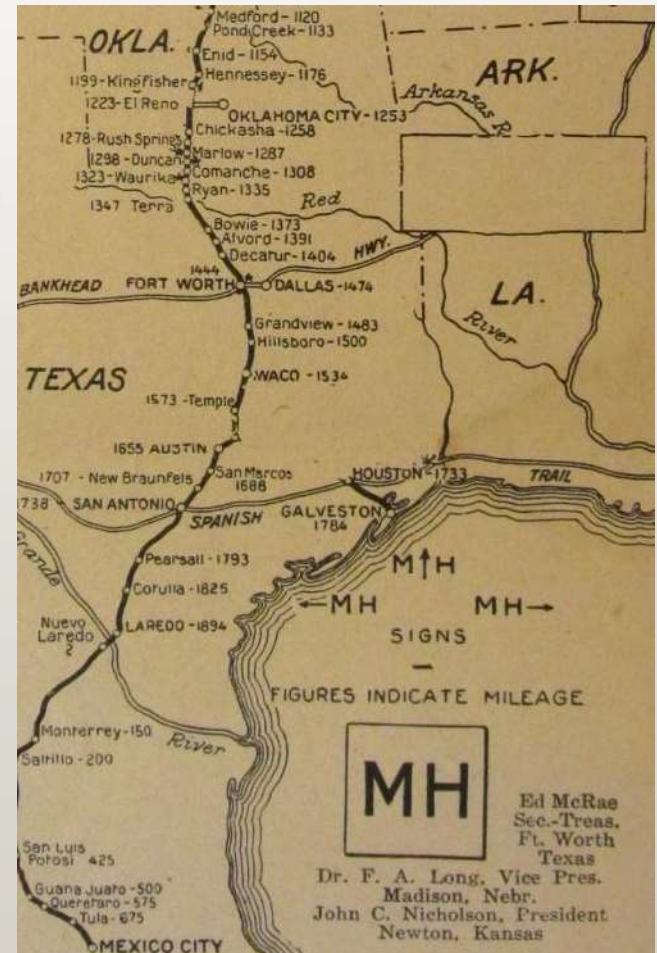 Medford-1120
Pond Creek-1133
OKLA.
Enid-1154
Hennessey-1176
1199-Kingfisher
1223-El Reno
OKLAHOMA CITY-1253
ARK.
Arkansas R.
Chickasha-1258
1278-Rush Springs
Marlow-1287
1298-Duncan
Comanche-1308
1323-Waurika
Ryan-1335
1347 Terra
Red
Bowie-1373
Alvord-1391
Decatur-1404
HWY.
1444
BANKHEAD
FORT WORTH
DALLAS-1474
LA.
River
Grandview-1483
Hillsboro-1500
TEXAS
WACO-1534
1573-Temple
1655 AUSTIN
1707-New Braunfels
San Marcos
1688
HOUSTON-1733
TRAIL
1738
SAN ANTONIO
SPANISH
GALVESTON
1784
Grande
Pearsall-1793
Corulla-1825
Nuevo
Laredo
2
LAREDO-1894
M↑H
←MH MH→
SIGNS
FIGURES INDICATE MILEAGE
Monterrey-150
River
Saltillo-200
MH
Ed McRae
Sec.-Treas.
Ft. Worth
Texas
San Luis
Potosi 425
Dr. F. A. Long, Vice Pres.
Madison, Nebr.
John C. Nicholson, President
Newton, Kansas
Guana Juato-500
Queretaro-575
Tula-675
MEXICO CITY